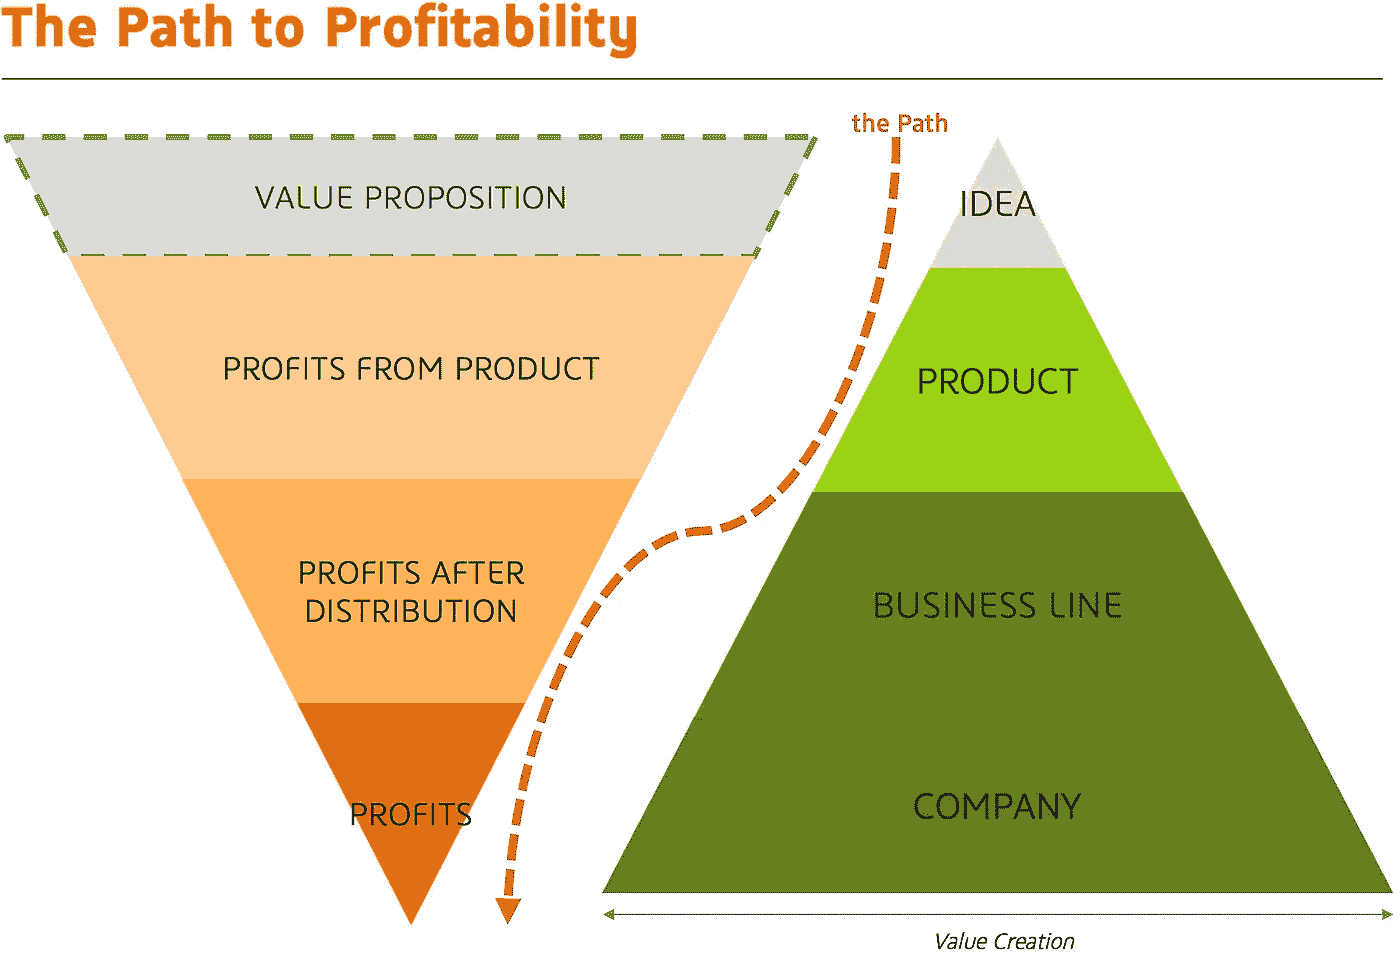 The Path to Profitability
the Path
VALUE PROPOSITION
PROFITS FROM PRODUCT
PROFITS AFTER
DISTRIBUTION
PROFITS
IDEA
PRODUCT
BUSINESS LINE
COMPANY
Value Creation